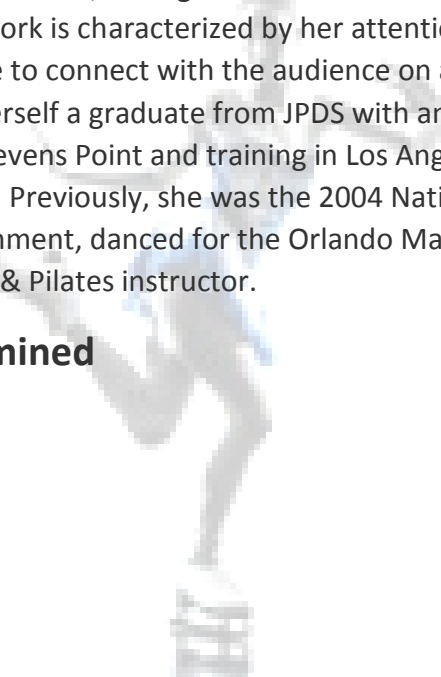 ork is characterized by her attenti
e to connect with the audience on a
erself a graduate from JPDS with an
evens Point and training in Los Ang
Previously, she was the 2004 Nati
nment, danced for the Orlando Ma
& Pilates instructor.
mined